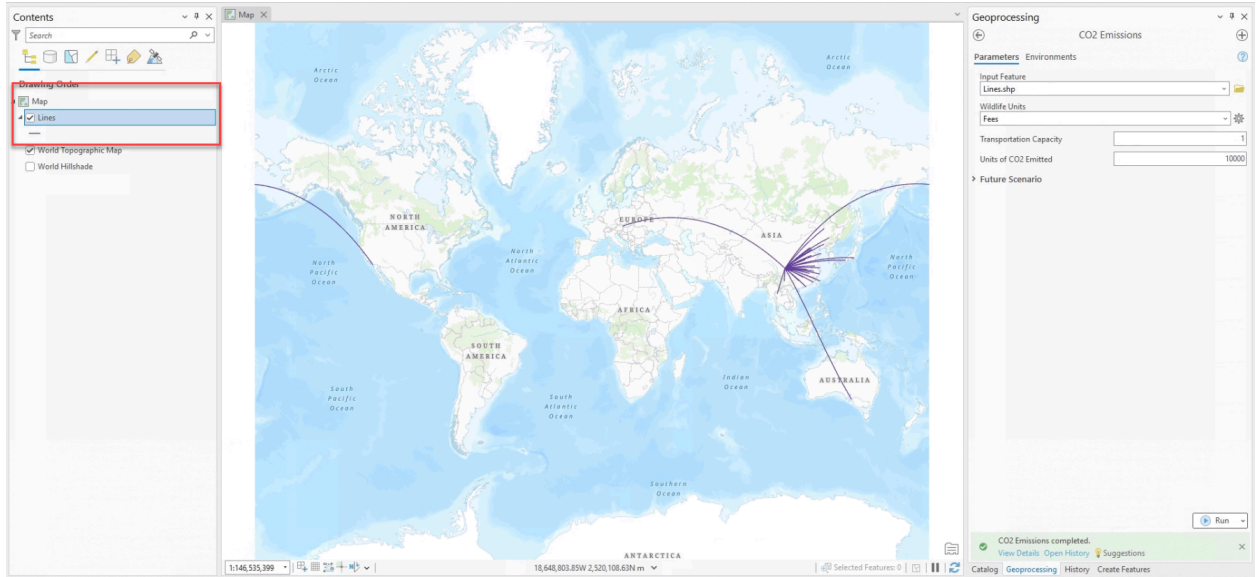 Contents
Search
Drawing Order
Map
Lines
World Topographic Map
World Hillshade
Map
Arctic
Ocean
Arctic
Ocean
NORTH
AMERICA
EUROPE
ASIA
North
Pacific
Ocean
North
Atlantic
Ocean
North
Pacific
Ocean
AFRICA
SOUTH
AMERICA
Indian
Ocean
AUSTRALIA
South
Pacific
Ocean
South
Atlantic
Ocean
Southern
Ocean
ANTARCTICA
1:146,535,399
18,648,803.85W 2,520,108.63N m
Selected Features: 0
Geoprocessing
CO2 Emissions
Parameters Environments
Input Feature
Lines.shp
Wildlife Units
Fees
Transportation Capacity 1
Units of CO2 Emitted 10000
Future Scenario
Run
CO2 Emissions completed.
View Details Open History Suggestions
Catalog Geoprocessing History Create Features